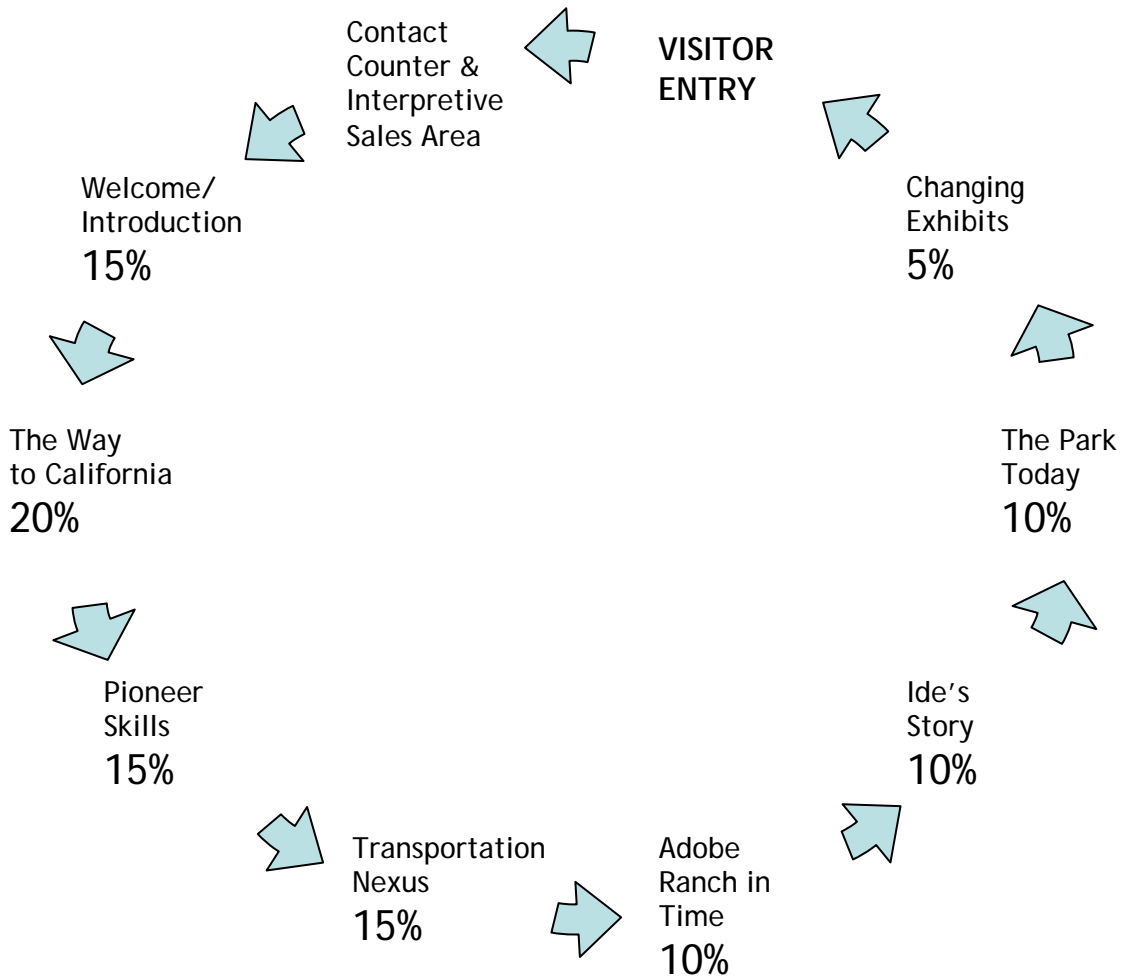 VISITOR
ENTRY
Contact
Counter &
Interpretive
Sales Area
Welcome/
Introduction
15%
The Way
to California
20%
Pioneer
Skills
15%
Transportation
Nexus
15%
Adobe
Ranch in
Time
10%
Ide’s
Story
10%
The Park
Today
10%
Changing
Exhibits
5%